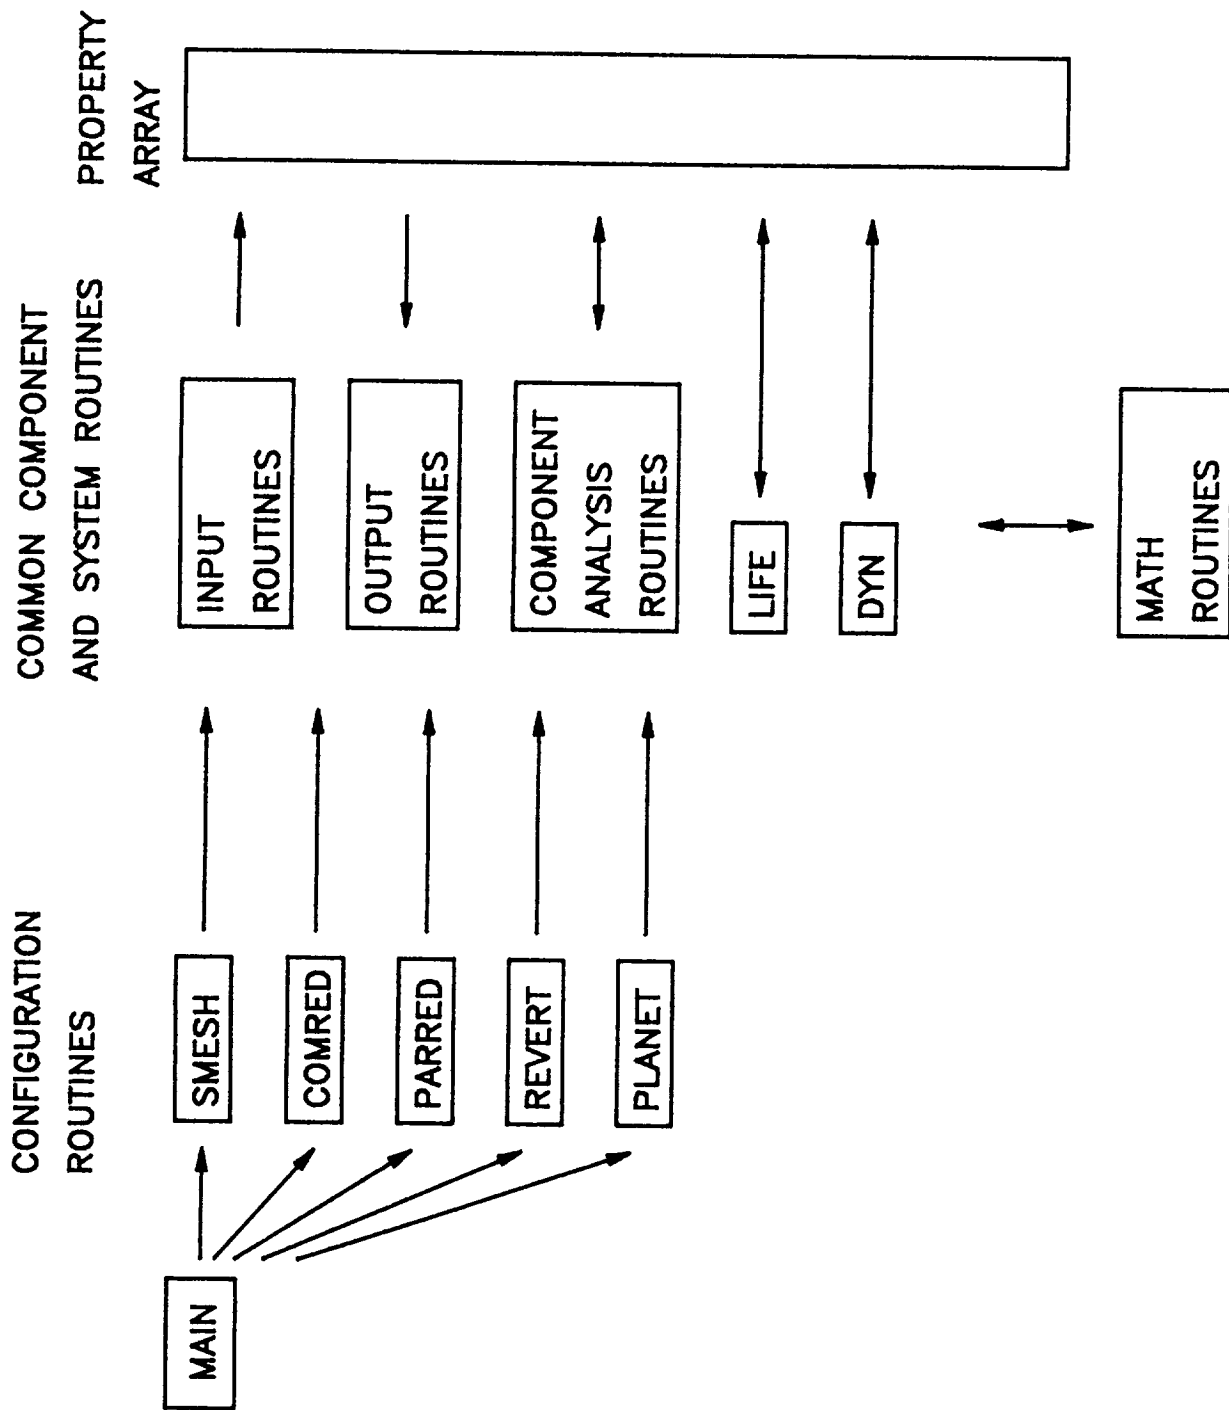 CONFIGURATION
ROUTINES
COMMON COMPONENT
AND SYSTEM ROUTINES
PROPERTY
ARRAY
MAIN
SMESH
COMRED
PARRED
REVERT
PLANET
INPUT
ROUTINES
OUTPUT
ROUTINES
COMPONENT
ANALYSIS
ROUTINES
LIFE
DYN
MATH
ROUTINES